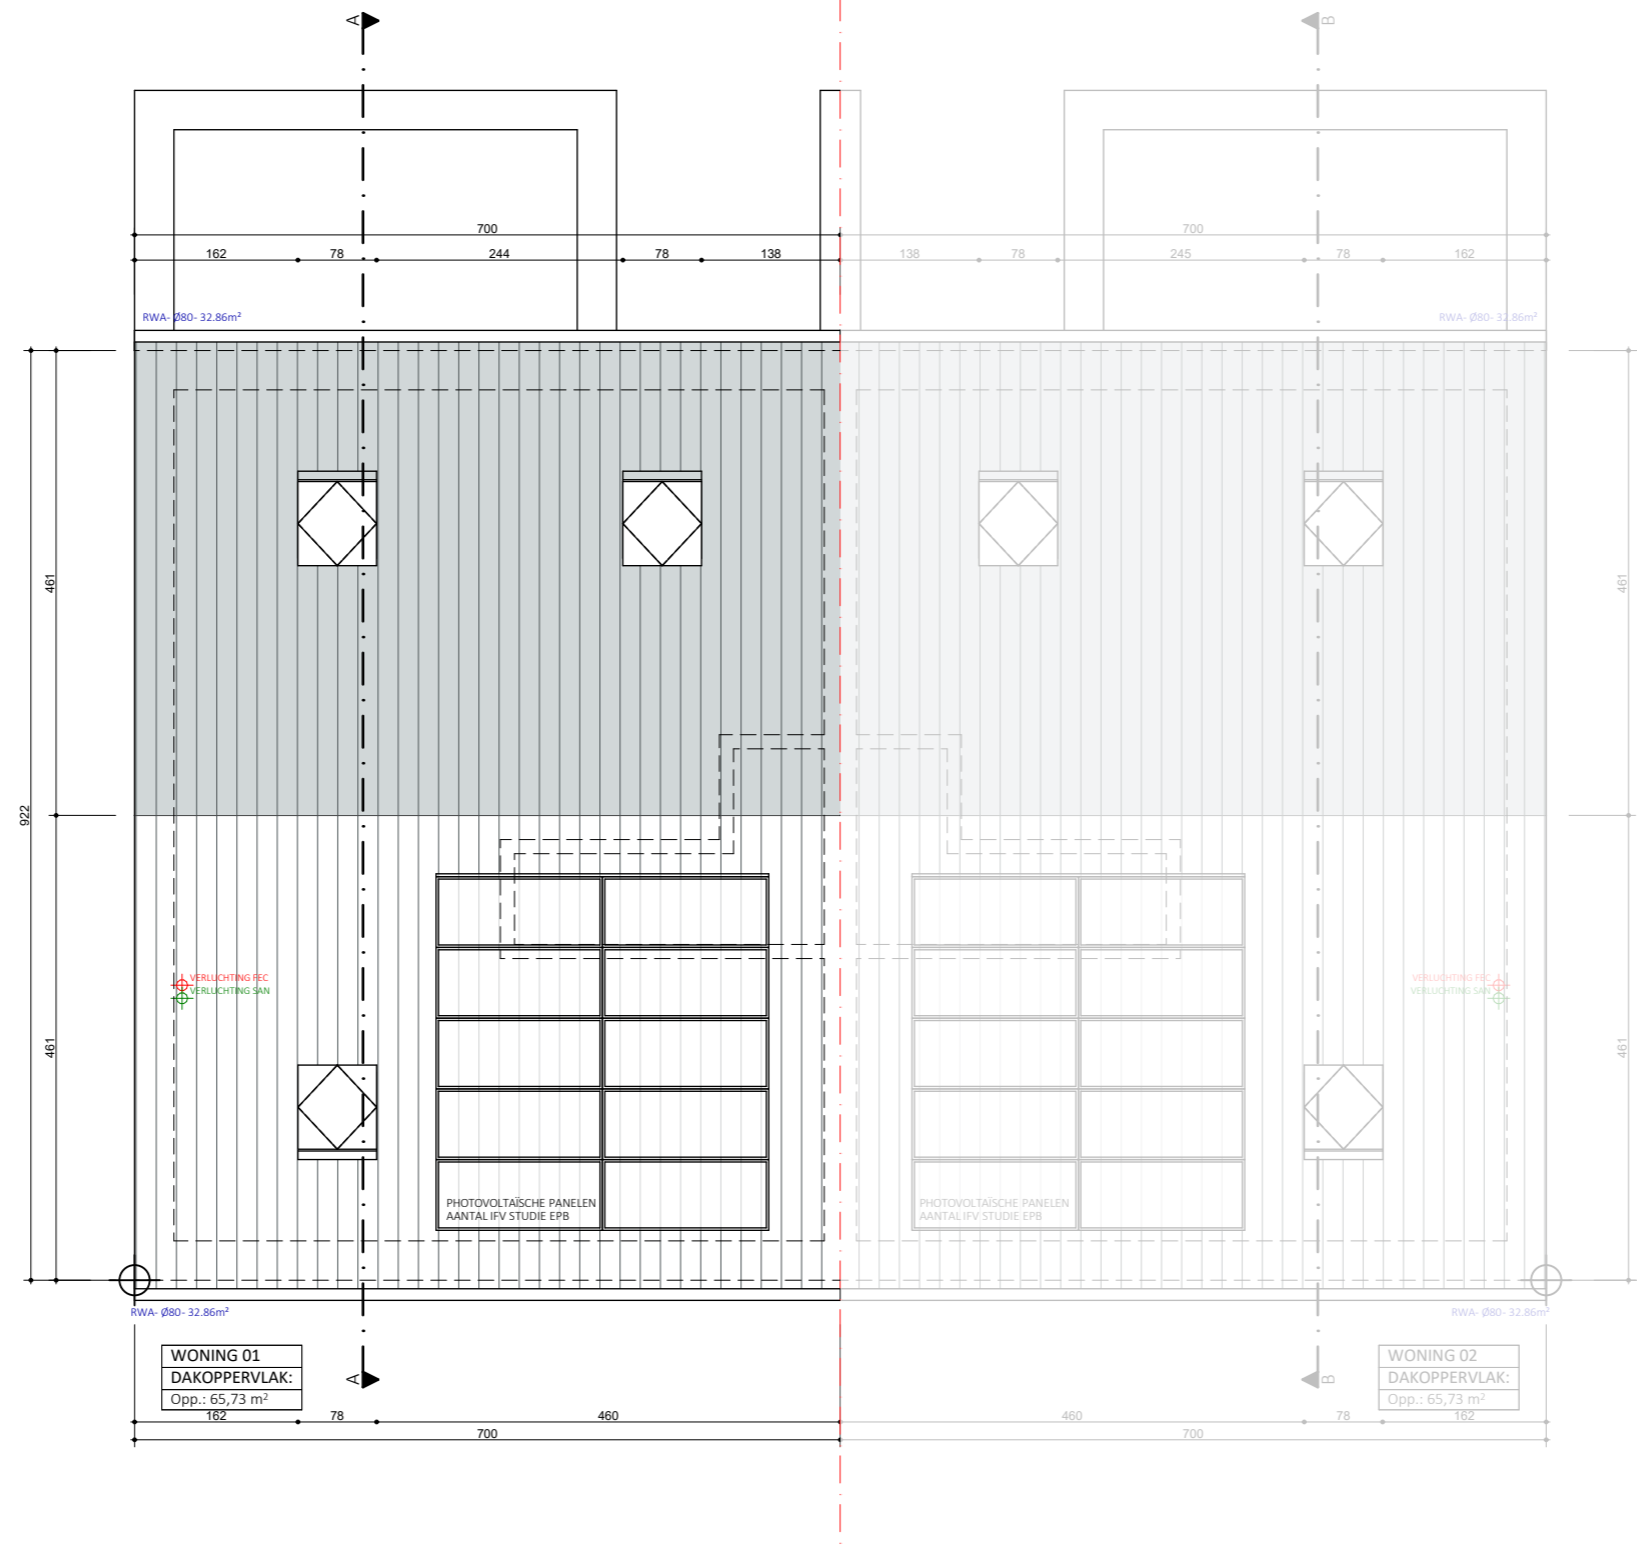 A
B
700
700
162 78 244 78 138
138 78 245 78 162
RWA- Ø80- 32.86m²
RWA- Ø80- 32.86m²
461
461
922
461
461
VERLUCHTING FEC
VERLUCHTING SAN
VERLUCHTING FEC
VERLUCHTING SAN
PHOTOVOLTAÏSCHE PANELEN
AANTAL IFV STUDIE EPB
PHOTOVOLTAÏSCHE PANELEN
AANTAL IFV STUDIE EPB
RWA- Ø80- 32.86m²
RWA- Ø80- 32.86m²
WONING 01
DAKOPPERVLAK:
Opp.: 65,73 m²
WONING 02
DAKOPPERVLAK:
Opp.: 65,73 m²
A
B
162 78 460
460 78 162
700
700